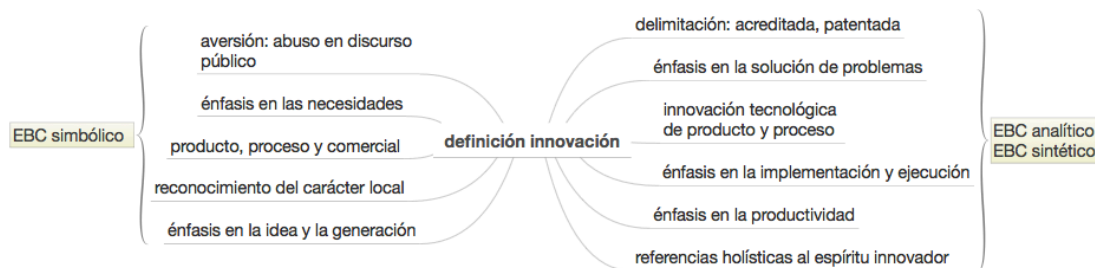 EBC simbólico
aversión: abuso en discurso
público
énfasis en las necesidades
producto, proceso y comercial
reconocimiento del carácter local
énfasis en la idea y la generación
definición innovación
delimitación: acreditada, patentada
énfasis en la solución de problemas
innovación tecnológica
de producto y proceso
énfasis en la implementación y ejecución
énfasis en la productividad
referencias holísticas al espíritu innovador
EBC analítico
EBC sintético